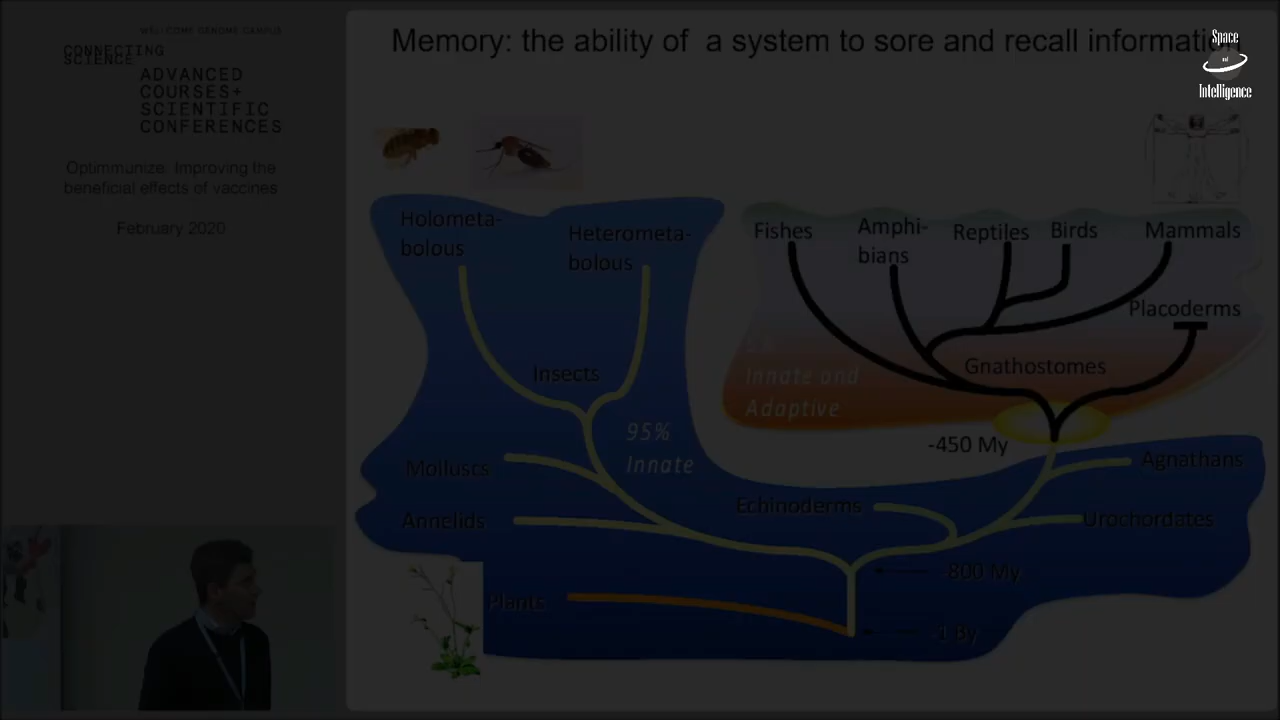 WELLCOME GENOME CAMPUS
CONNECTING
SCIENCE
ADVANCED
COURSES+
SCIENTIFIC
CONFERENCES
Optimmunize: Improving the
beneficial effects of vaccines
February 2020
Memory: the ability of a system to sore and recall information
Space
and
Intelligence
Holometa-
bolous
Heterometa-
bolous
Fishes
Amphi-
bians
Reptiles
Birds
Mammals
Placoderms
Insects
Gnathostomes
Innate and
Adaptive
95%
Innate
-450 My
Molluscs
Agnathans
Echinoderms
Annelids
Urochordates
-800 My
Plants
-1 By